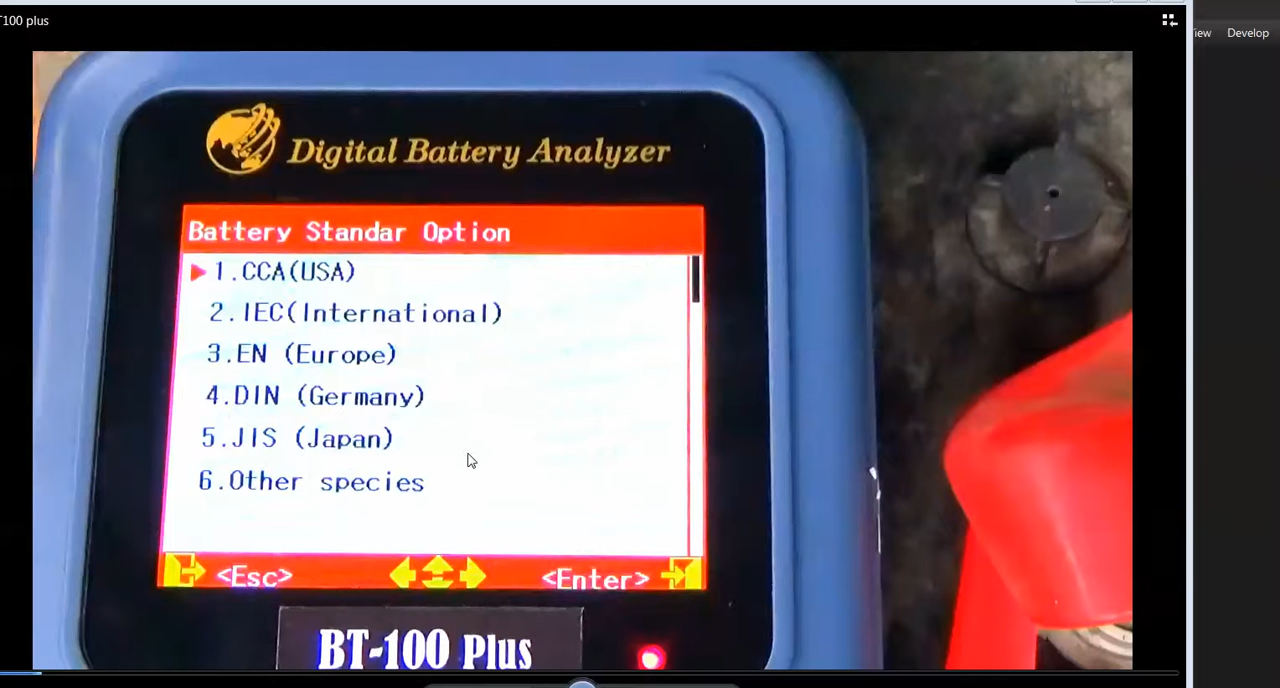 T100 plus
iew Develop
Digital Battery Analyzer
Battery Standar Option
1.CCA(USA)
2.IEC(International)
3.EN (Europe)
4.DIN (Germany)
5.JIS (Japan)
6.Other species
<Esc>
<Enter>
BT-100 Plus